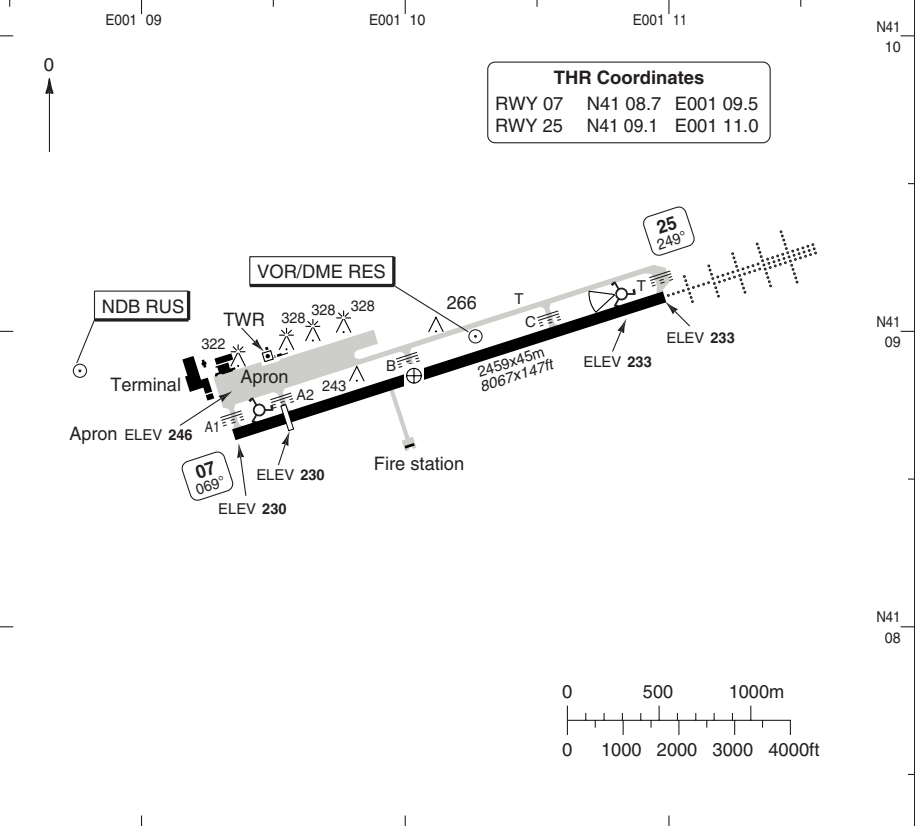 E001 09
E001 10
E001 11
N41
10
0
THR Coordinates
RWY 07 N41 08.7 E001 09.5
RWY 25 N41 09.1 E001 11.0
25
249°
VOR/DME RES
NDB RUS
TWR
328
328
328
322
266
T
T
C
ELEV 233
N41
09
ELEV 233
2459x45m
8067x147ft
B
Terminal
Apron
243
A2
A1
Apron ELEV 246
07
069°
ELEV 230
Fire station
ELEV 230
N41
08
0 500 1000m
0 1000 2000 3000 4000ft